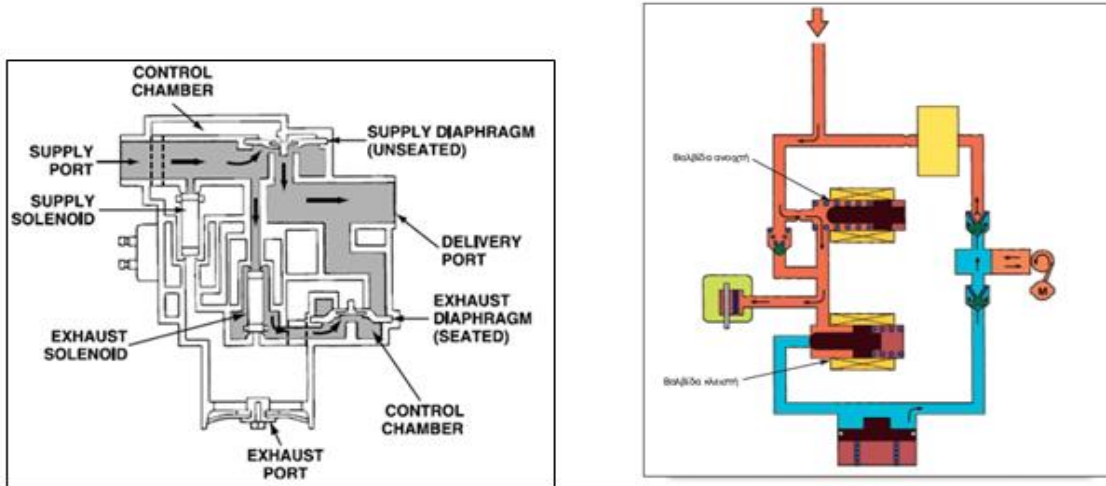 CONTROL
CHAMBER
SUPPLY
PORT
SUPPLY
SOLENOID
SUPPLY DIAPHRAGM
(UNSEATED)
DELIVERY
PORT
EXHAUST
DIAPHRAGM
(SEATED)
EXHAUST
SOLENOID
CONTROL
CHAMBER
EXHAUST
PORT
Βαλβίδα ανοιχτή
Βαλβίδα κλειστή
M